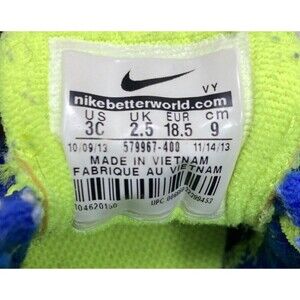 VY
nikebetterworld.com
US UK EUR cm
3C 2.5 18.5 9
10/09/13 579967-400 11/14/13
MADE IN VIETNAM
FABRIQUE AU VIETNAM
UPC